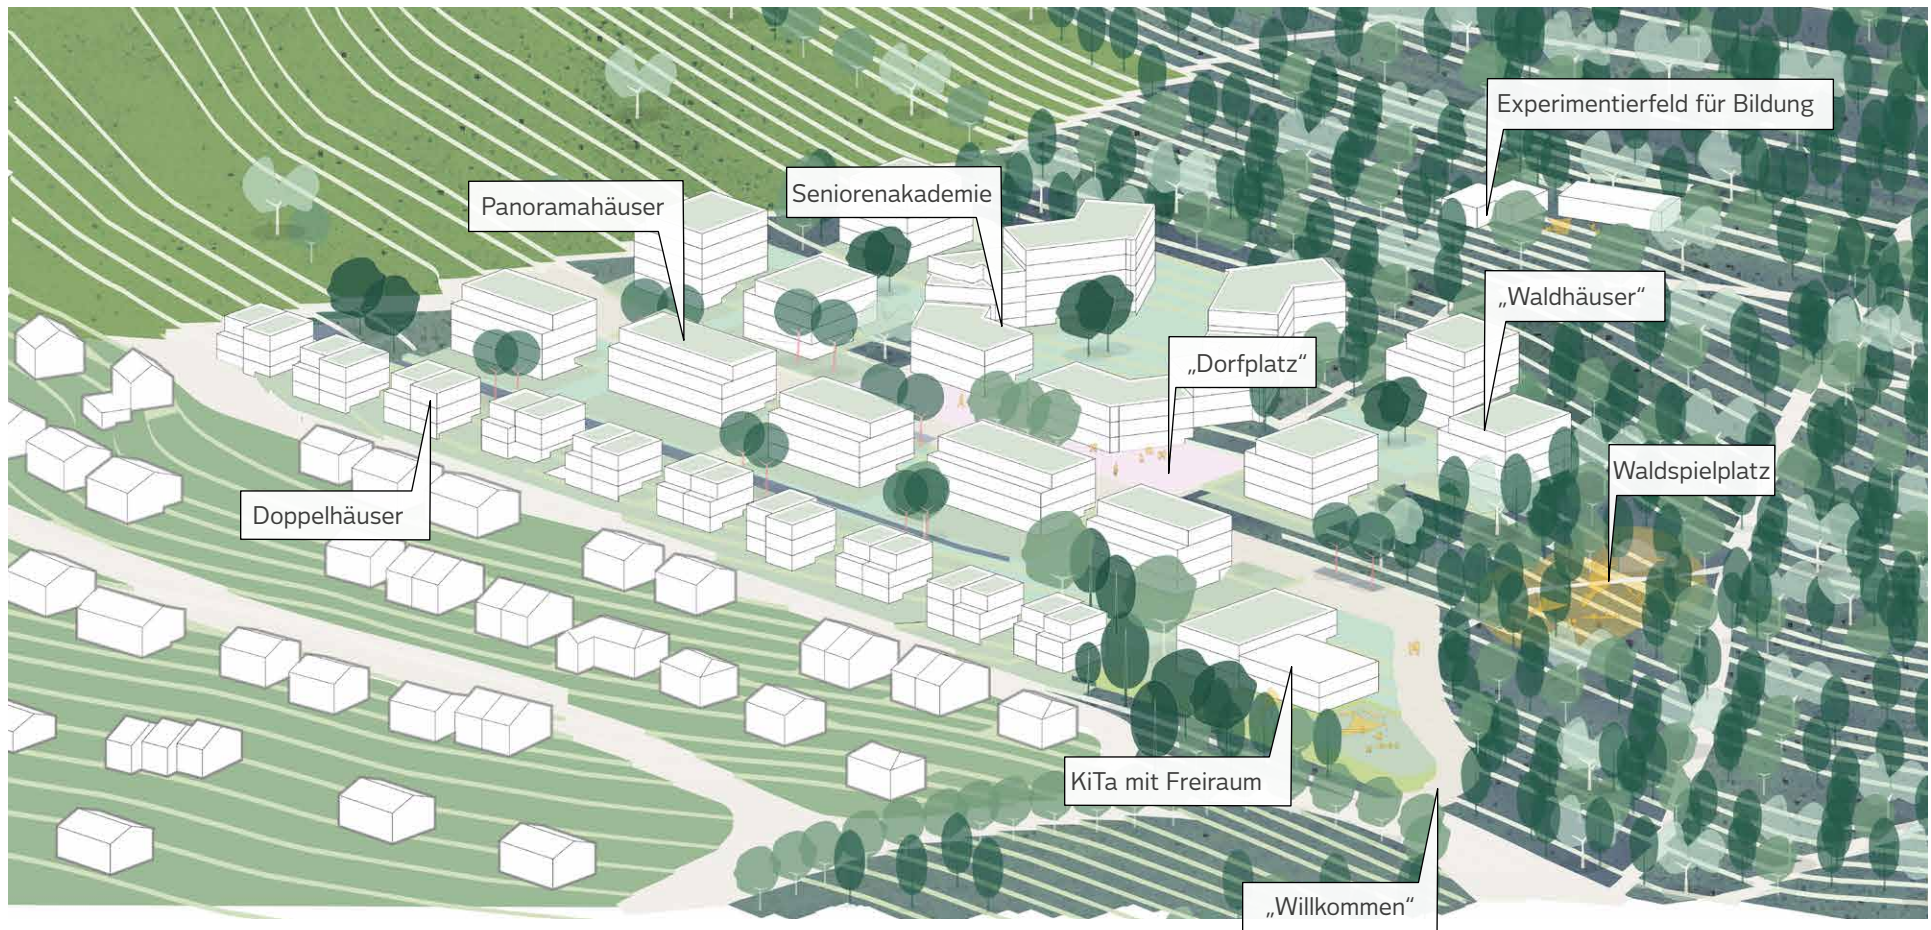 Experimentierfeld für Bildung
Seniorenakademie
Panoramahäuser
„Waldhäuser“
„Dorfplatz“
Waldspielplatz
Doppelhäuser
KiTa mit Freiraum
„Willkommen“